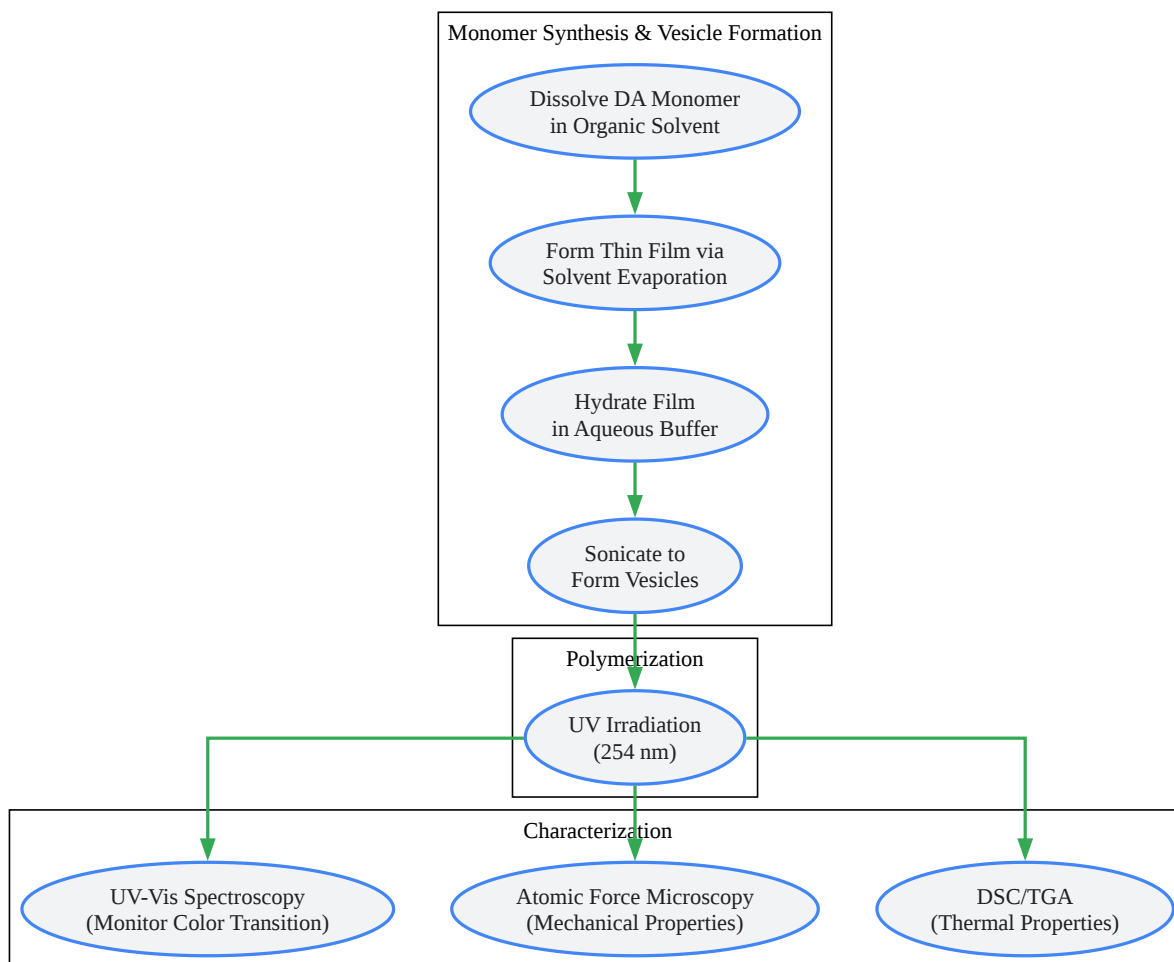 Monomer Synthesis & Vesicle Formation
Dissolve DA Monomer
in Organic Solvent
Form Thin Film via
Solvent Evaporation
Hydrate Film
in Aqueous Buffer
Sonicate to
Form Vesicles
Polymerization
UV Irradiation
(254 nm)
Characterization
UV-Vis Spectroscopy
(Monitor Color Transition)
Atomic Force Microscopy
(Mechanical Properties)
DSC/TGA
(Thermal Properties)